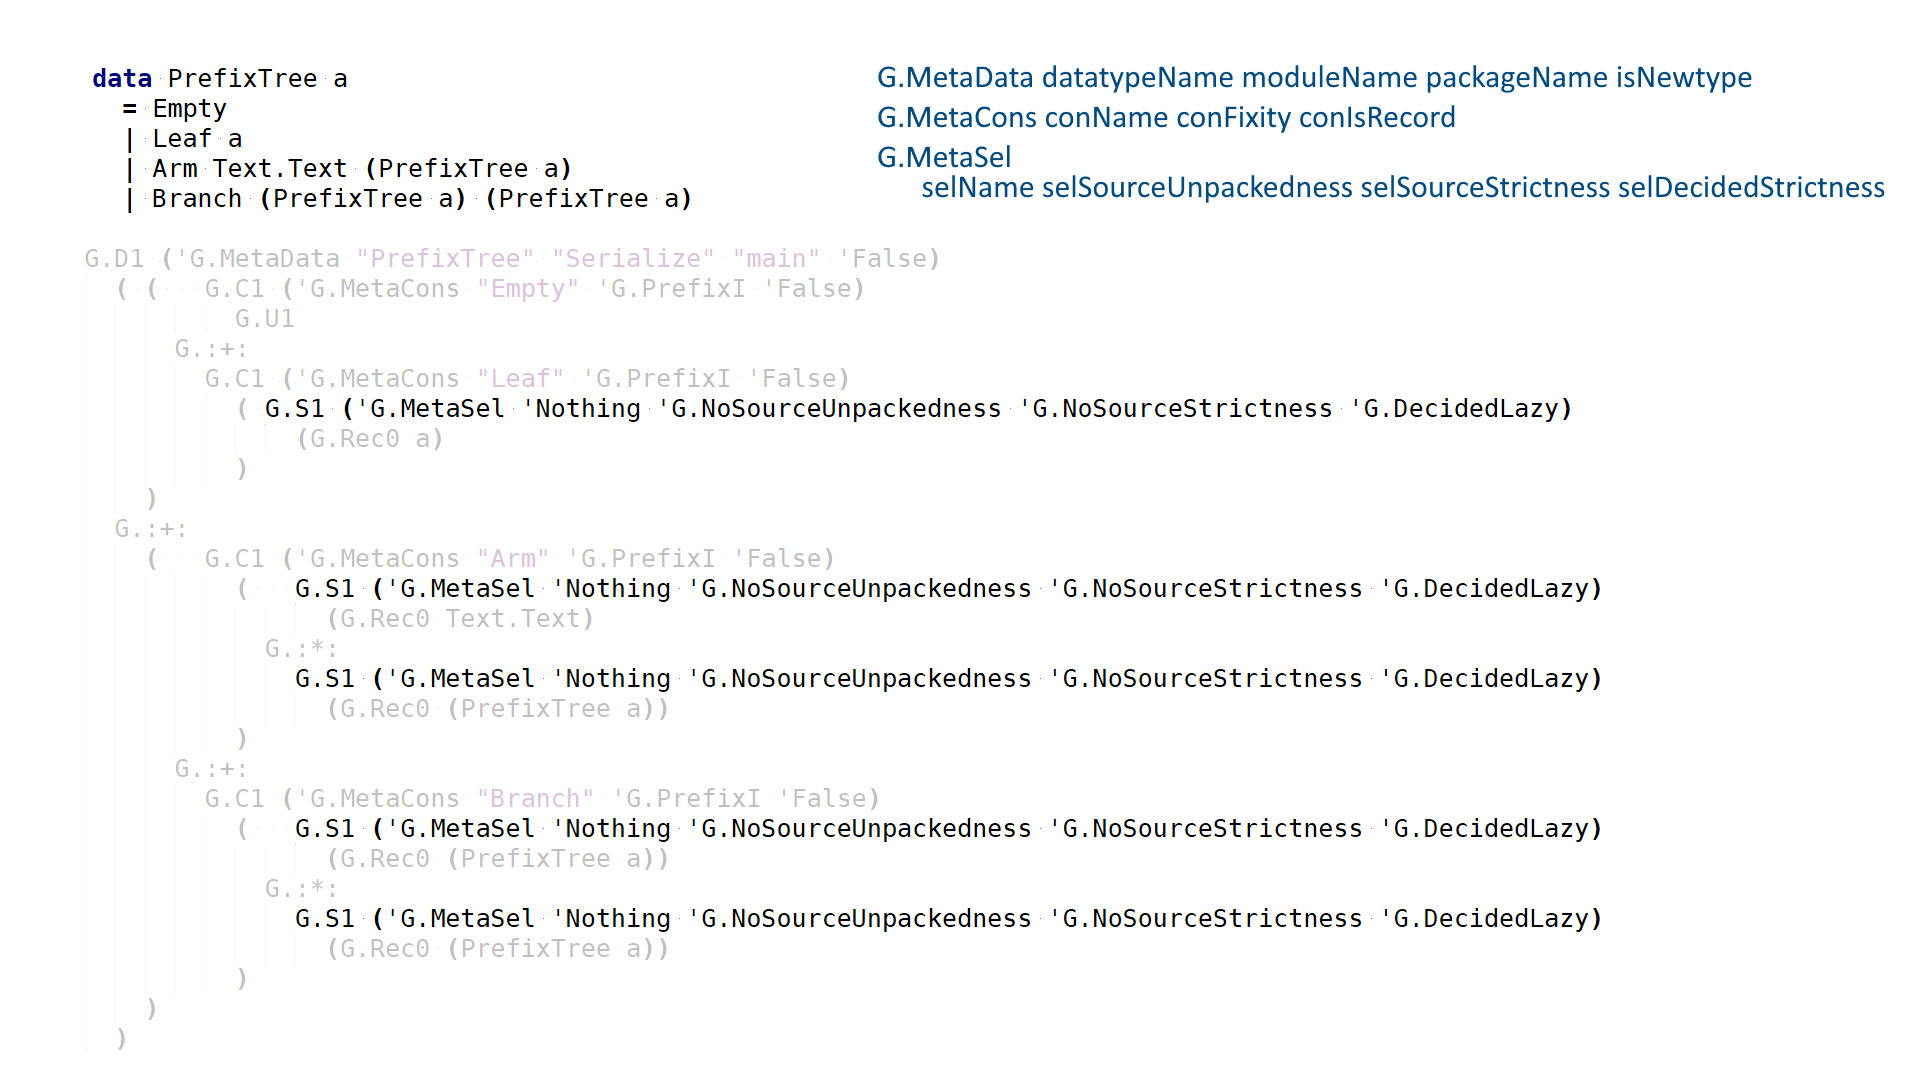 data PrefixTree a
= Empty
| Leaf a
| Arm Text.Text (PrefixTree a)
| Branch (PrefixTree a) (PrefixTree a)
G.MetaData datatypeName moduleName packageName isNewtype
G.MetaCons conName conFixity conIsRecord
G.MetaSel
selName selSourceUnpackedness selSourceStrictness selDecidedStrictness
G.D1 ('G.MetaData "PrefixTree" "Serialize" "main" 'False)
( ( G.C1 ('G.MetaCons "Empty" 'G.PrefixI 'False)
G.U1
G.:+:
G.C1 ('G.MetaCons "Leaf" 'G.PrefixI 'False)
( G.S1 ('G.MetaSel 'Nothing 'G.NoSourceUnpackedness 'G.NoSourceStrictness 'G.DecidedLazy)
(G.Rec0 a)
)
)
G.:+:
( G.C1 ('G.MetaCons "Arm" 'G.PrefixI 'False)
( G.S1 ('G.MetaSel 'Nothing 'G.NoSourceUnpackedness 'G.NoSourceStrictness 'G.DecidedLazy)
(G.Rec0 Text.Text)
G.:*:
G.S1 ('G.MetaSel 'Nothing 'G.NoSourceUnpackedness 'G.NoSourceStrictness 'G.DecidedLazy)
(G.Rec0 (PrefixTree a))
)
G.:+:
G.C1 ('G.MetaCons "Branch" 'G.PrefixI 'False)
( G.S1 ('G.MetaSel 'Nothing 'G.NoSourceUnpackedness 'G.NoSourceStrictness 'G.DecidedLazy)
(G.Rec0 (PrefixTree a))
G.:*:
G.S1 ('G.MetaSel 'Nothing 'G.NoSourceUnpackedness 'G.NoSourceStrictness 'G.DecidedLazy)
(G.Rec0 (PrefixTree a))
)
)
)